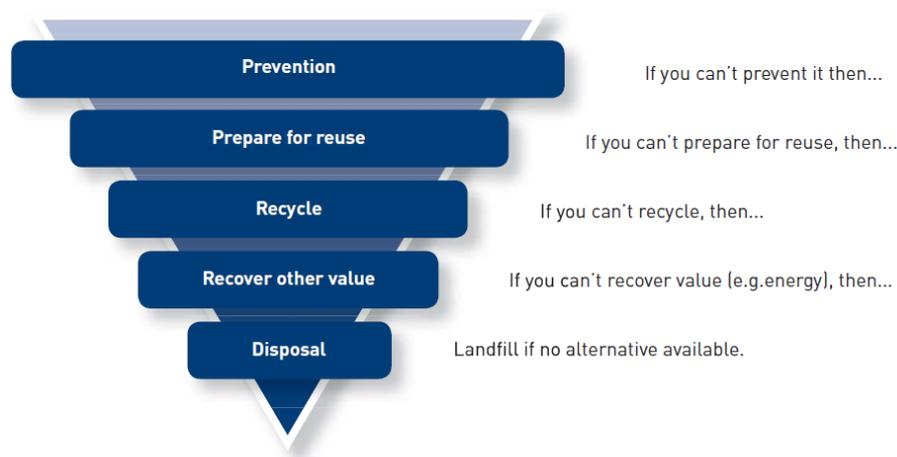 Prevention
If you can't prevent it then...
Prepare for reuse
If you can't prepare for reuse, then...
Recycle
If you can't recycle, then...
Recover other value
If you can't recover value (e.g.energy), then...
Disposal
Landfill if no alternative available.